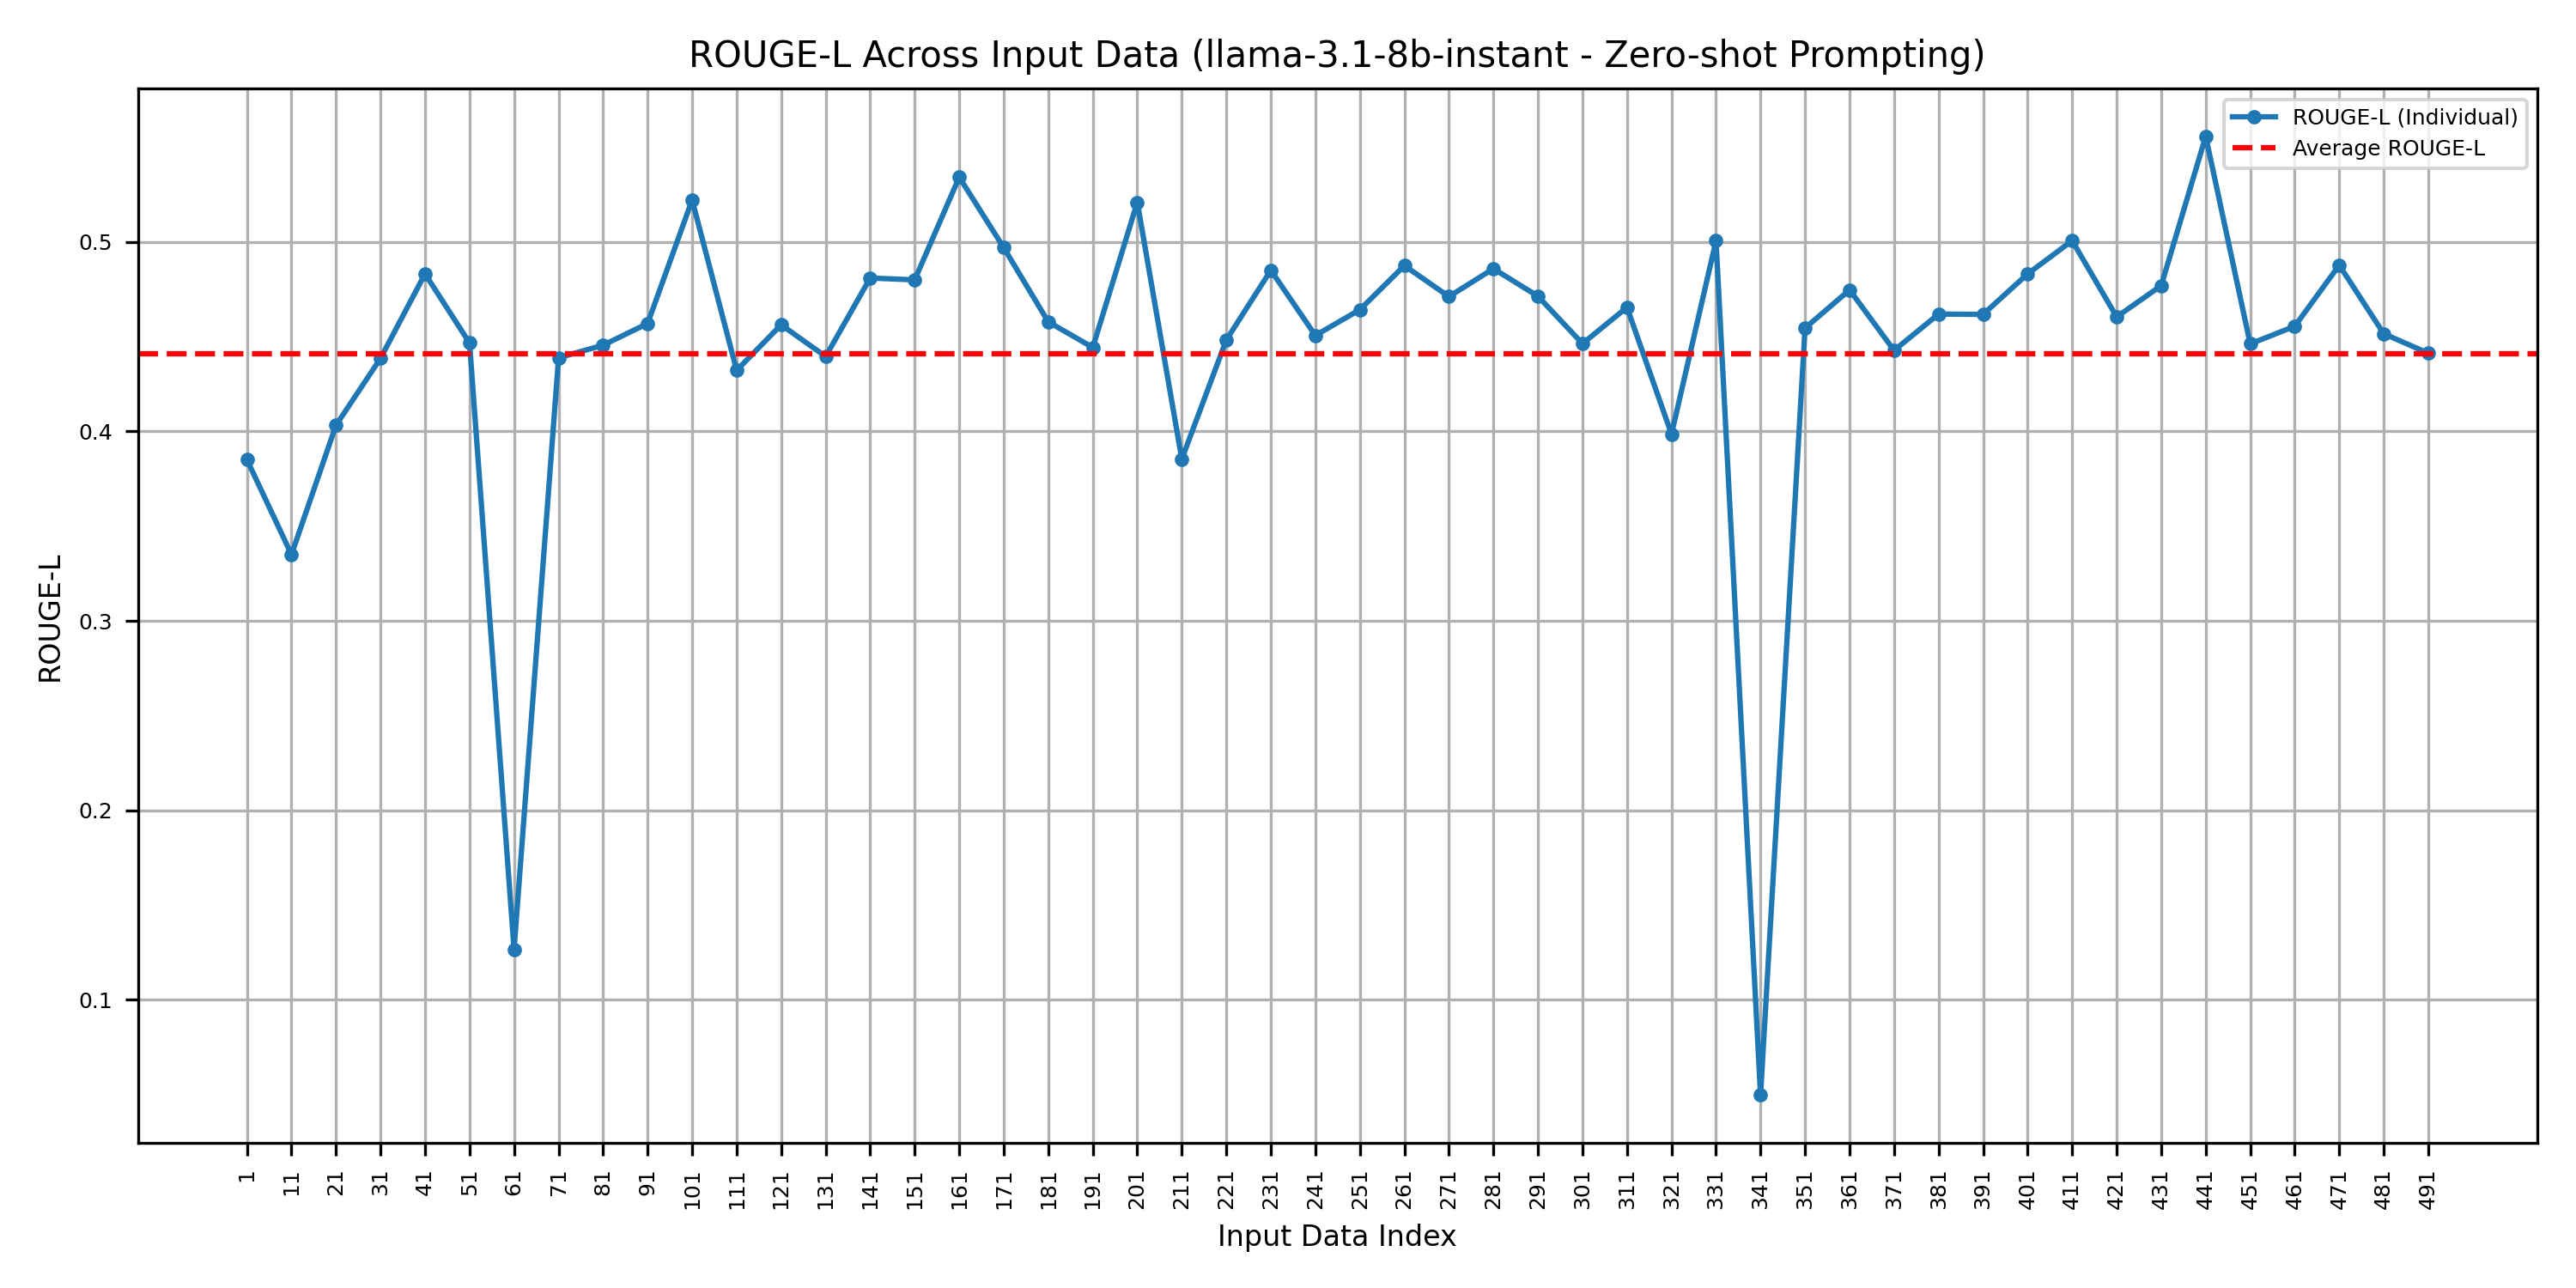 ROUGE-L Across Input Data (llama-3.1-8b-instant - Zero-shot Prompting)
ROUGE-L (Individual)
Average ROUGE-L
ROUGE-L
0.5
0.4
0.3
0.2
0.1
1 11 21 31 41 51 61 71 81 91 101 111 121 131 141 151 161 171 181 191 201 211 221 231 241 251 261 271 281 291 301 311 321 331 341 351 361 371 381 391 401 411 421 431 441 451 461 471 481 491
Input Data Index